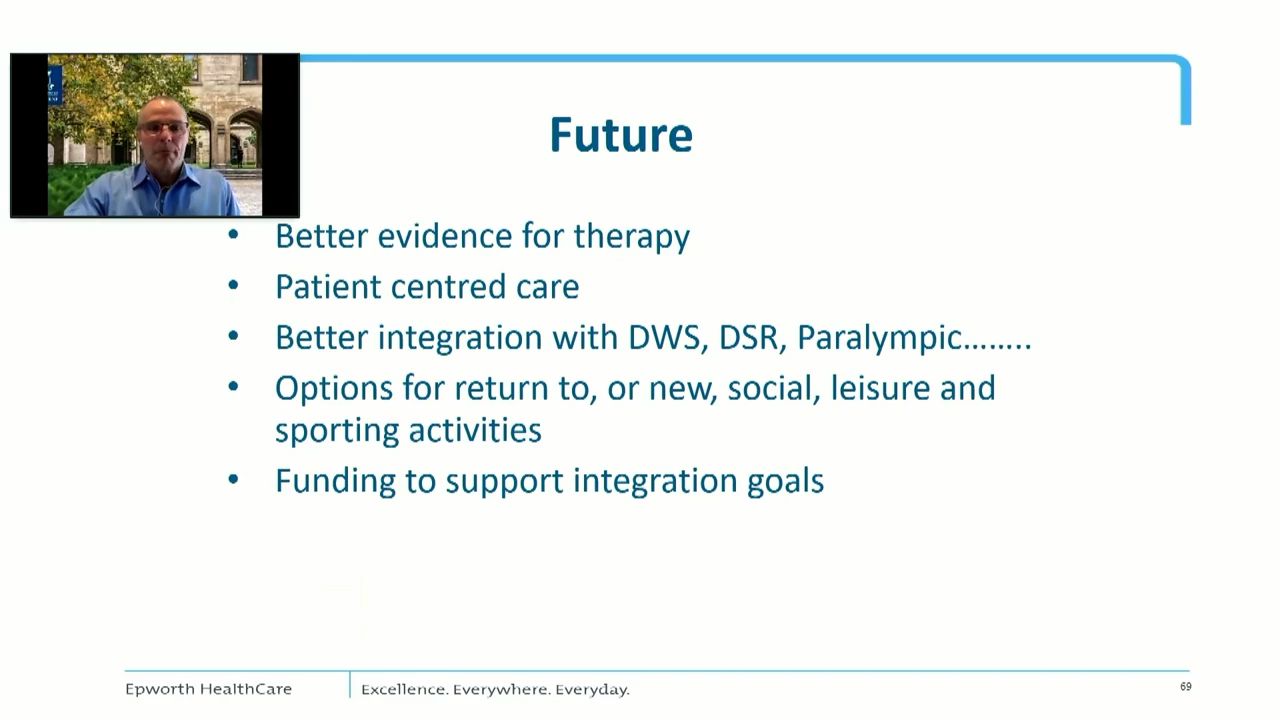 Future
• Better evidence for therapy
• Patient centred care
• Better integration with DWS, DSR, Paralympic........
• Options for return to, or new, social, leisure and
sporting activities
• Funding to support integration goals
Epworth HealthCare
Excellence. Everywhere. Everyday.
69